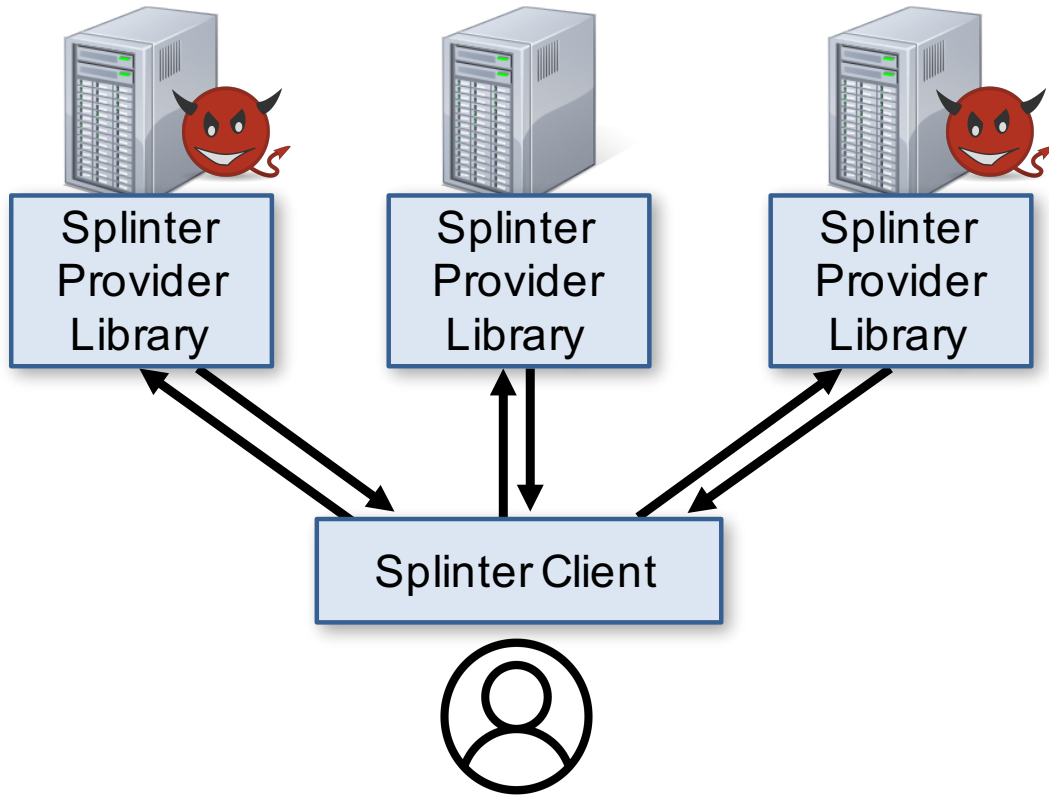 Splinter
Provider
Library
Splinter
Provider
Library
Splinter
Provider
Library
Splinter Client